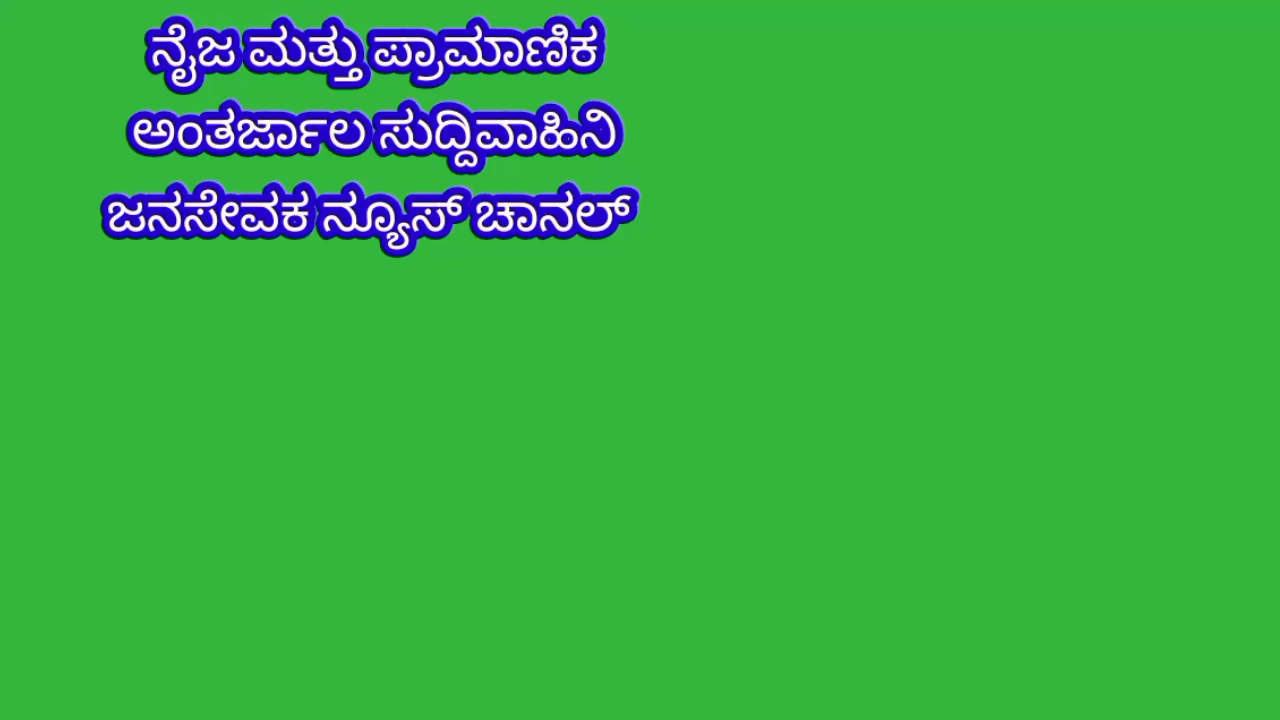 ನೈಜ ಮತ್ತು ಪ್ರಾಮಾಣಿಕ
ಅಂತರ್ಜಾಲ ಸುದ್ದಿವಾಹಿನಿ
ಜನಸೇವಕ ನ್ಯೂಸ್ ಚಾನಲ್